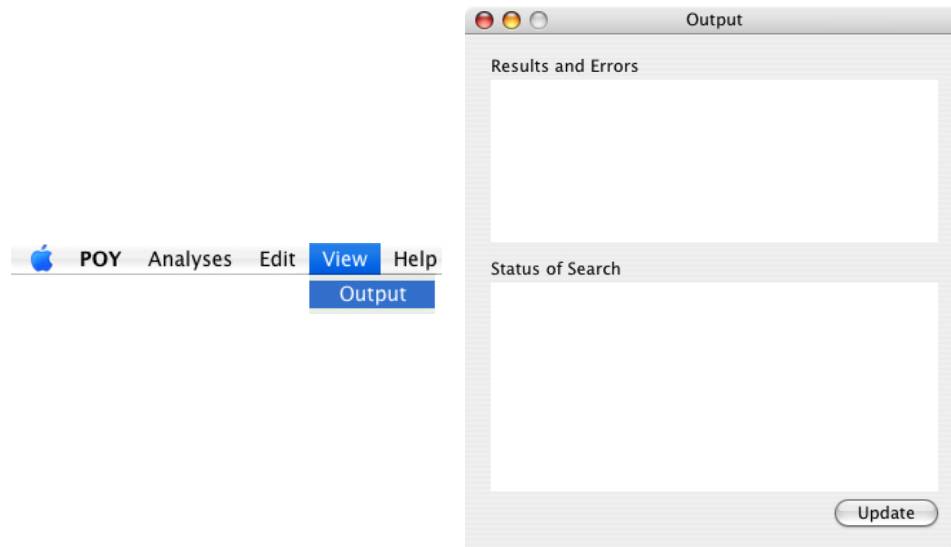 POY Analyses Edit View Help
Output
Output
Results and Errors
Status of Search
Update